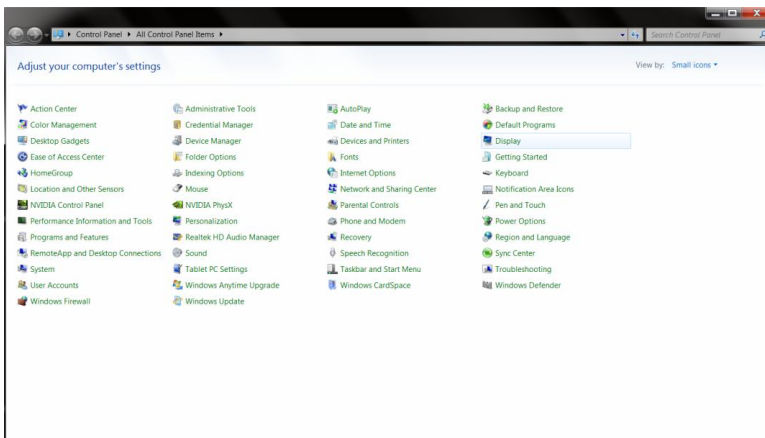 Control Panel All Control Panel Items Search Control Panel
Adjust your computer's settings View by: Small icons
Action Center Administrative Tools AutoPlay Backup and Restore
Color Management Credential Manager Date and Time Default Programs
Desktop Gadgets Device Manager Devices and Printers Display
Ease of Access Center Folder Options Fonts Getting Started
HomeGroup Indexing Options Internet Options Keyboard
Location and Other Sensors Mouse Network and Sharing Center Notification Area Icons
NVIDIA Control Panel NVIDIA PhysX Parental Controls Pen and Touch
Performance Information and Tools Personalization Phone and Modem Power Options
Programs and Features Realtek HD Audio Manager Recovery Region and Language
RemoteApp and Desktop Connections Sound Speech Recognition Sync Center
System Tablet PC Settings Taskbar and Start Menu Troubleshooting
User Accounts Windows Anytime Upgrade Windows CardSpace Windows Defender
Windows Firewall Windows Update